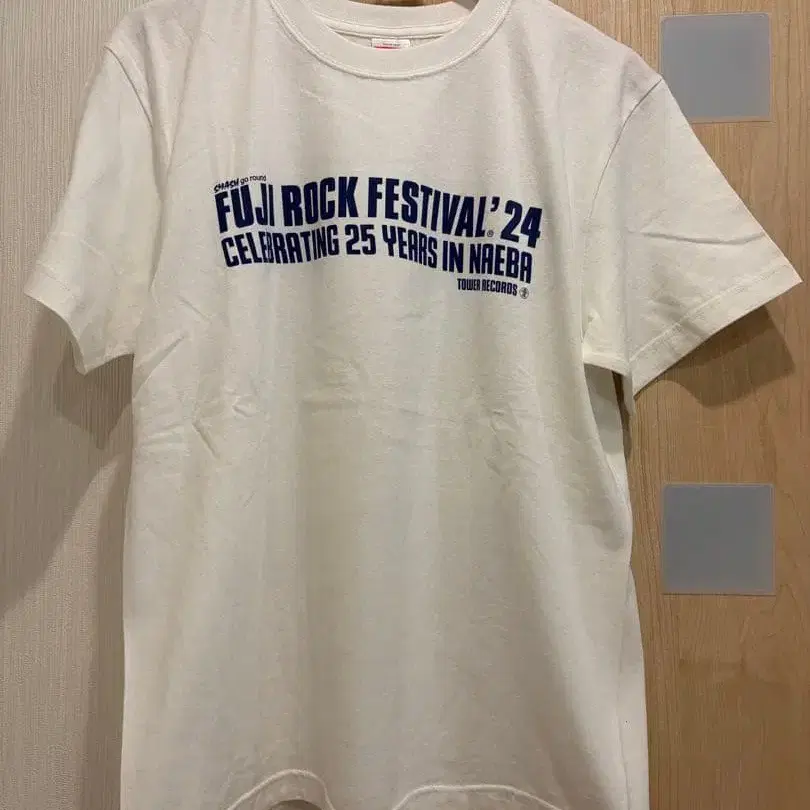 SMASH go round
FUJI ROCK FESTIVAL®'24
CELEBRATING 25 YEARS IN NAEBA
TOWER RECORDS